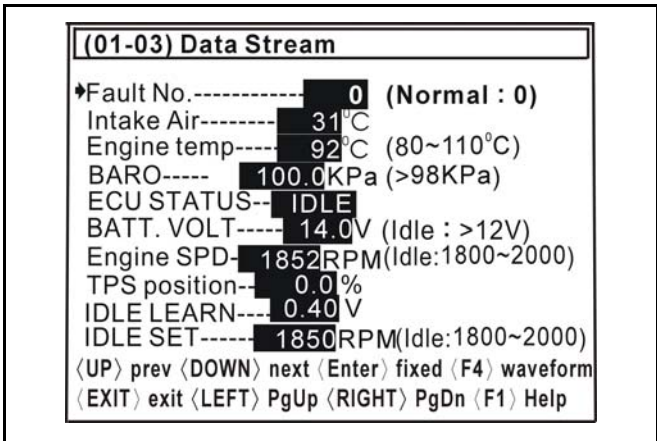 (01-03) Data Stream
➧Fault No.------------- 0 (Normal : 0)
Intake Air-------- 31°C
Engine temp----- 92°C (80~110°C)
BARO----- 100.0KPa (>98KPa)
ECU STATUS-- IDLE
BATT. VOLT----- 14.0V (Idle : >12V)
Engine SPD- 1852RPM(Idle:1800~2000)
TPS position-- 0.0%
IDLE LEARN---- 0.40 V
IDLE SET------ 1850RPM(Idle:1800~2000)
〈UP〉 prev 〈DOWN〉 next 〈Enter〉 fixed 〈F4〉 waveform
〈EXIT〉 exit 〈LEFT〉 PgUp 〈RIGHT〉 PgDn 〈F1〉 Help